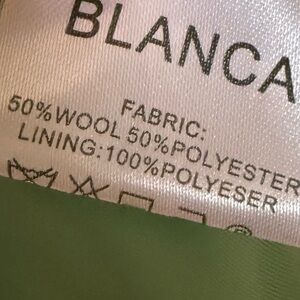 BLANCA
FABRIC:
50%WOOL 50%POLYESTER
LINING:100%POLYESER